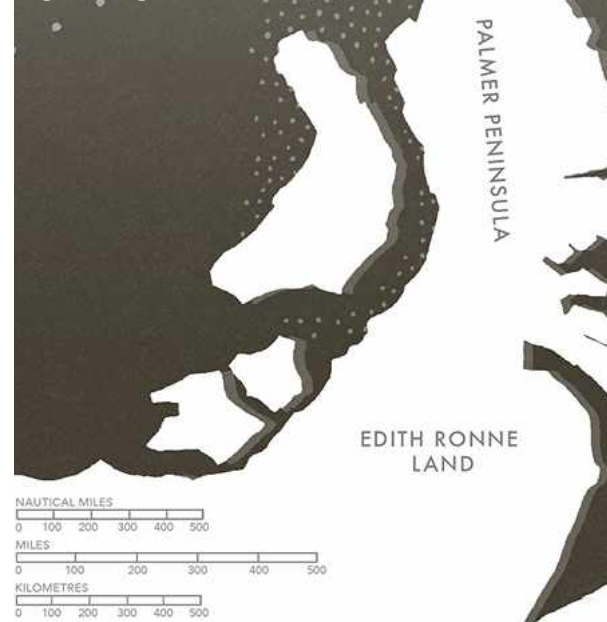 PALMER PENINSULA
EDITH RONNE
LAND
NAUTICAL MILES
0 100 200 300 400 500
MILES
0 100 200 300 400 500
KILOMETRES
0 100 200 300 400 500